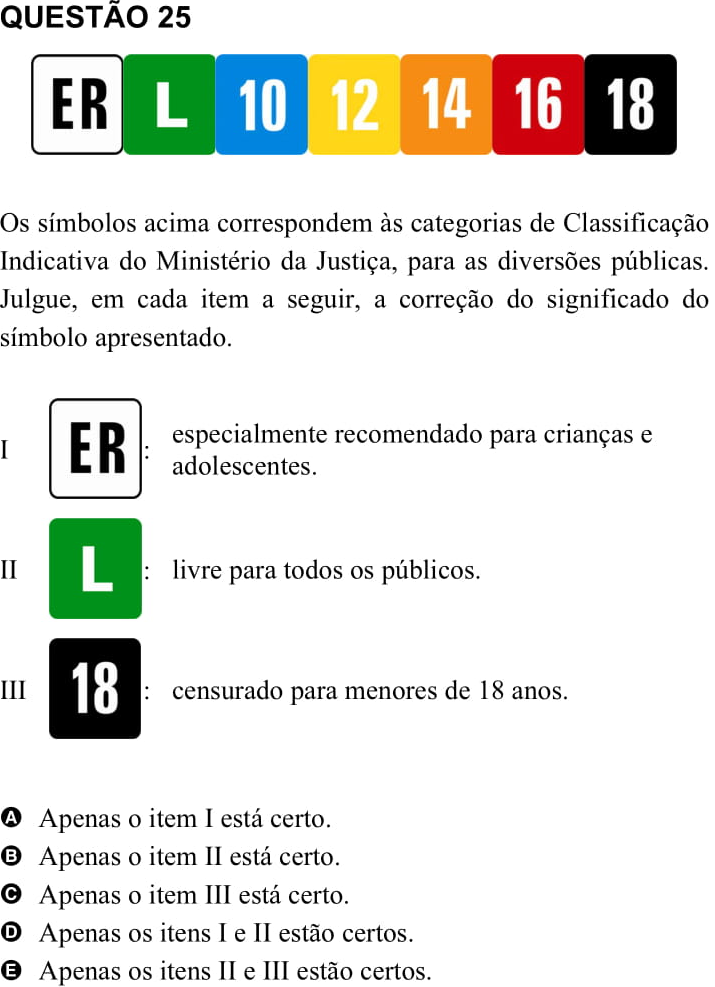 QUESTÃO 25
ER L 10 12 14 16 18
Os símbolos acima correspondem às categorias de Classificação
Indicativa do Ministério da Justiça, para as diversões públicas.
Julgue, em cada item a seguir, a correção do significado do
símbolo apresentado.
I ER : especialmente recomendado para crianças e
adolescentes.
II L : livre para todos os públicos.
III 18 : censurado para menores de 18 anos.
A Apenas o item I está certo.
B Apenas o item II está certo.
C Apenas o item III está certo.
D Apenas os itens I e II estão certos.
E Apenas os itens II e III estão certos.